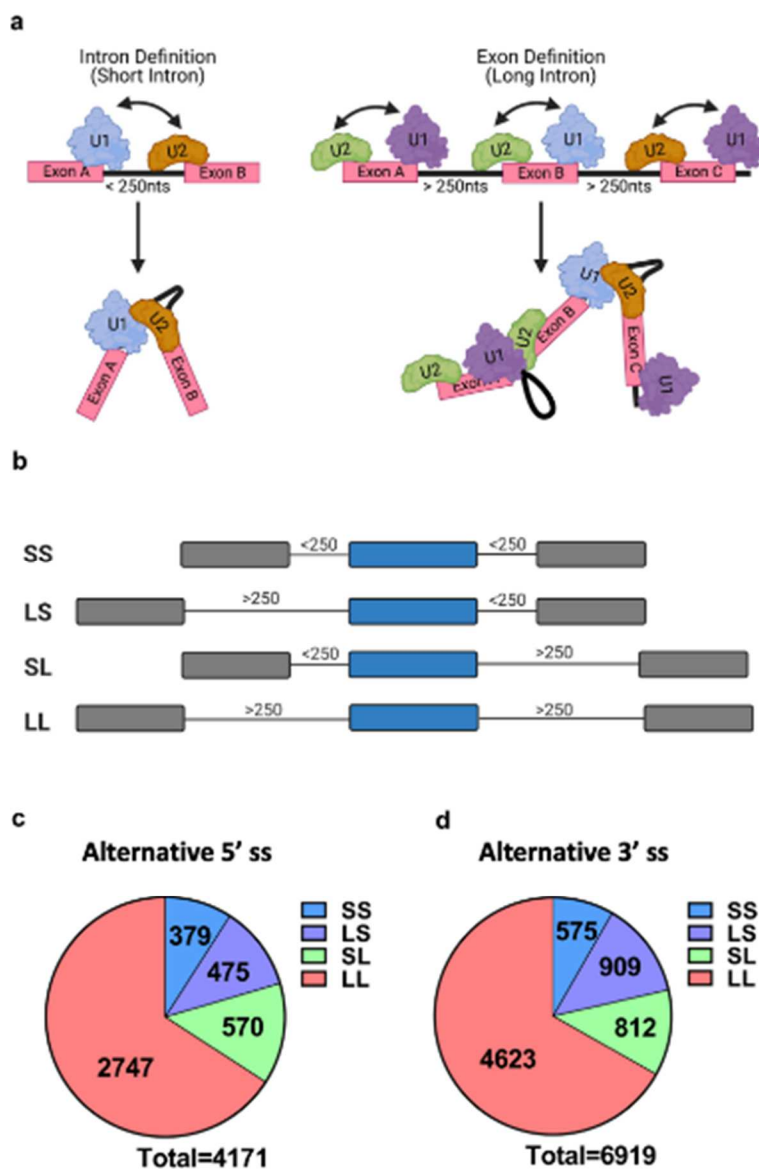 a
Intron Definition
(Short Intron)
Exon Definition
(Long Intron)
U1
U2
Exon A
< 250nts
Exon B
U2
U1
U2
U1
U2
U1
Exon A
> 250nts
Exon B
> 250nts
Exon C
U1
U2
Exon A
Exon B
U2
U1
U2
Exon B
U1
U2
Exon C
U1
b
SS
<250
<250
LS
>250
<250
SL
<250
>250
LL
>250
>250
c
Alternative 5' ss
379
475
570
2747
SS
LS
SL
LL
Total=4171
d
Alternative 3' ss
575
909
812
4623
SS
LS
SL
LL
Total=6919